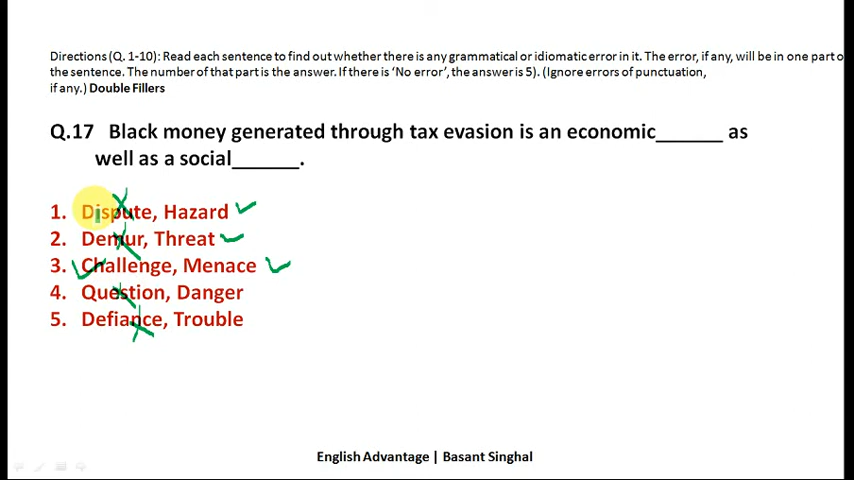 Directions (Q. 1-10): Read each sentence to find out whether there is any grammatical or idiomatic error in it. The error, if any, will be in one part o
the sentence. The number of that part is the answer. If there is 'No error', the answer is 5). (Ignore errors of punctuation,
if any.) Double Fillers
Q.17 Black money generated through tax evasion is an economic______ as
well as a social______.
1. Dispute, Hazard
2. Demur, Threat
3. Challenge, Menace
4. Question, Danger
5. Defiance, Trouble
English Advantage | Basant Singhal